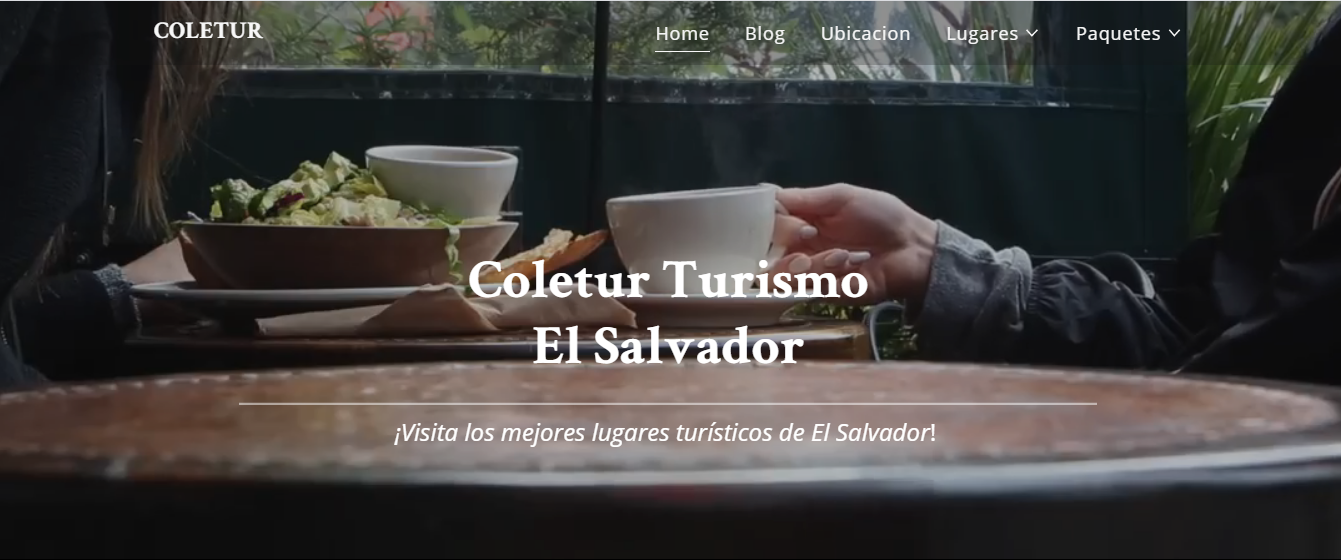 COLETUR
Home Blog Ubicacion Lugares Paquetes
Coletur Turismo
El Salvador
¡Visita los mejores lugares turísticos de El Salvador!